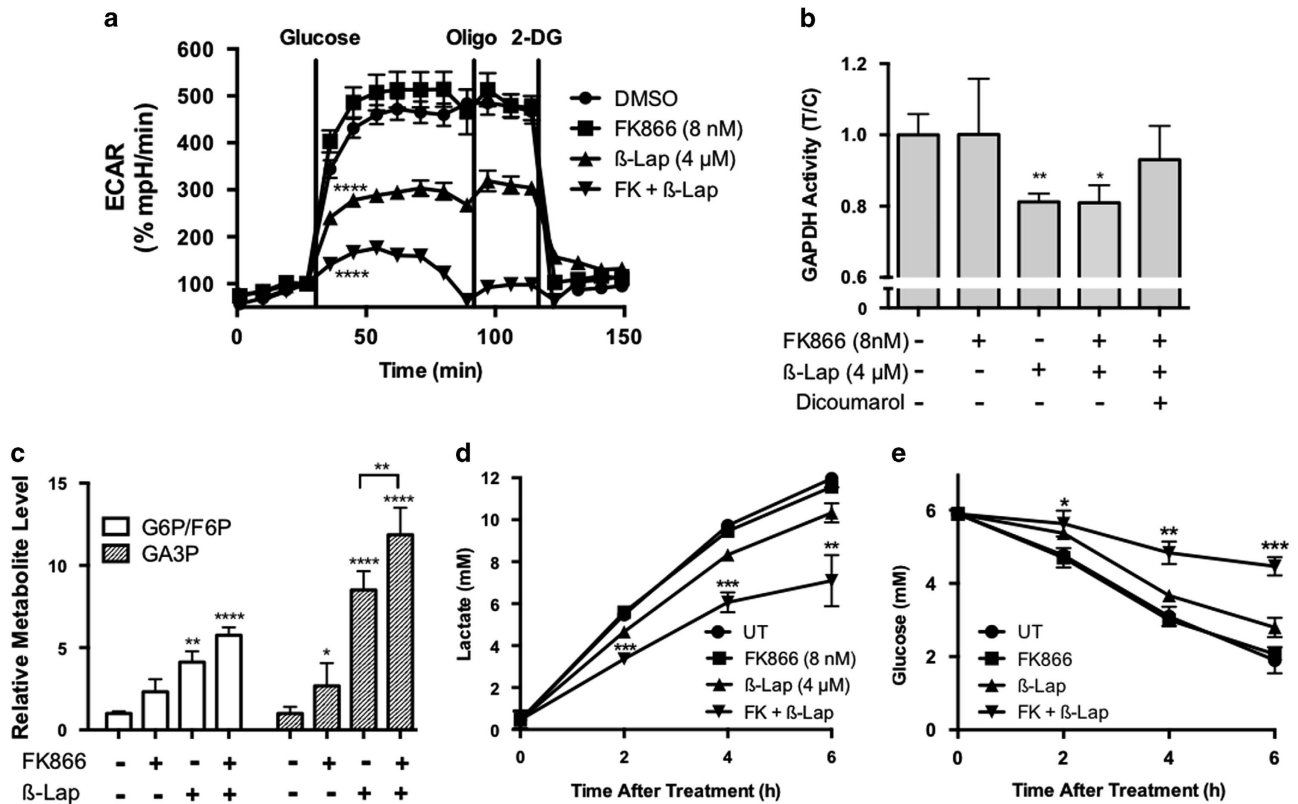 a
Glucose Oligo 2-DG
600
500
400
300
200
100
ECAR
(% mpH/min)
****
****
0 50 100 150
Time (min)
DMSO
FK866 (8 nM)
ß-Lap (4 µM)
FK + ß-Lap
b
1.2
1.0
0.8
0.6
0
GAPDH Activity (T/C)
** *
FK866 (8nM) - + - + +
ß-Lap (4 µM) - - + + +
Dicoumarol - - - - +
c
15
10
5
0
Relative Metabolite Level
G6P/F6P
GA3P
**
** **** * **** ****
FK866 - + - + - + - +
ß-Lap - - + + - - + +
d
12
10
8
6
4
2
0
Lactate (mM)
***
***
**
UT
FK866 (8 nM)
ß-Lap (4 µM)
FK + ß-Lap
0 2 4 6
Time After Treatment (h)
e
6
4
2
0
Glucose (mM)
*
**
***
UT
FK866
ß-Lap
FK + ß-Lap
0 2 4 6
Time After Treatment (h)